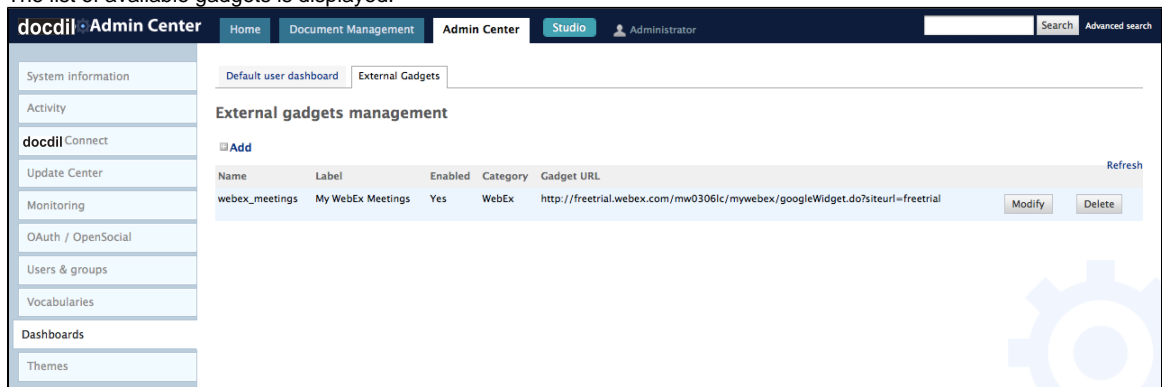 The list of available gadgets is displayed.
docdil Admin Center
Home
Document Management
Admin Center
Studio
Administrator
Search
Advanced search
System information
Activity
docdil Connect
Update Center
Monitoring
OAuth / OpenSocial
Users & groups
Vocabularies
Dashboards
Themes
Default user dashboard
External Gadgets
External gadgets management
Add
Refresh
Name Label Enabled Category Gadget URL
webex_meetings My WebEx Meetings Yes WebEx http://freetrial.webex.com/mw0306lc/mywebex/googleWidget.do?siteurl=freetrial Modify Delete